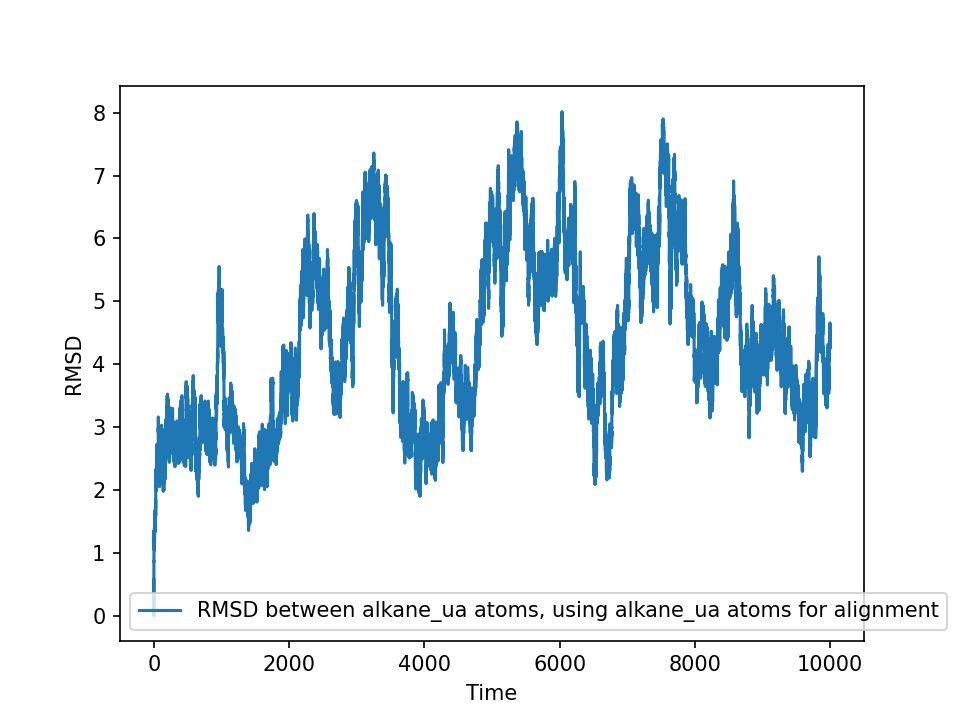 8
7
6
5
4
3
2
1
0
RMSD
RMSD between alkane_ua atoms, using alkane_ua atoms for alignment
0 2000 4000 6000 8000 10000
Time